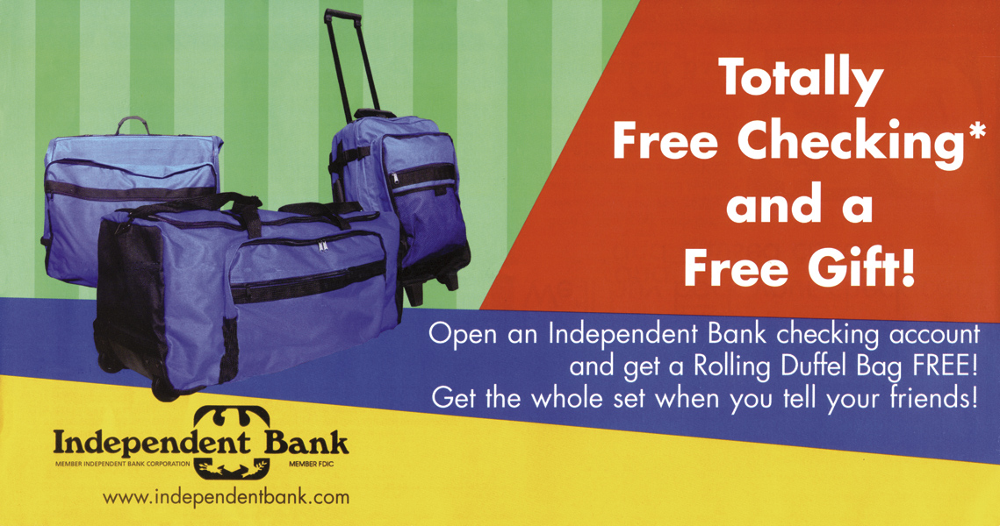 Totally
Free Checking*
and a
Free Gift!
Open an Independent Bank checking account
and get a Rolling Duffel Bag FREE!
Get the whole set when you tell your friends!
Independent Bank
MEMBER INDEPENDENT BANK CORPORATION MEMBER FDIC
www.independentbank.com